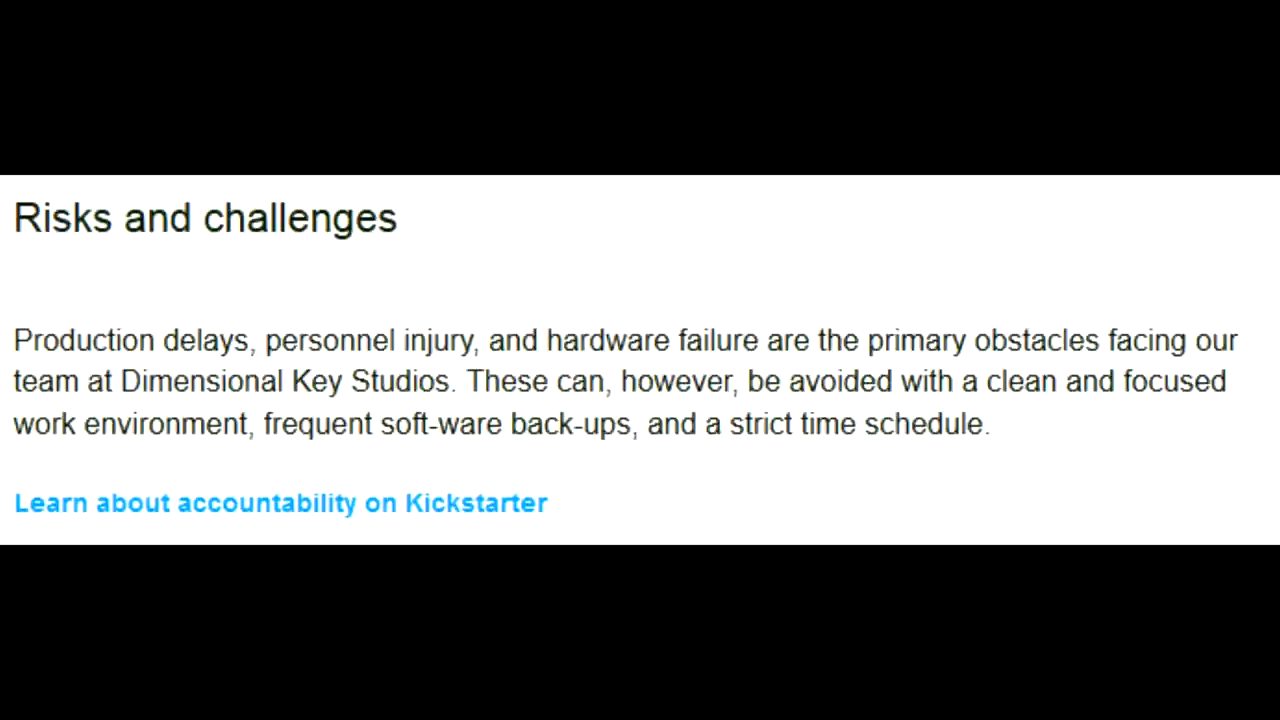 Risks and challenges
Production delays, personnel injury, and hardware failure are the primary obstacles facing our
team at Dimensional Key Studios. These can, however, be avoided with a clean and focused
work environment, frequent soft-ware back-ups, and a strict time schedule.
Learn about accountability on Kickstarter